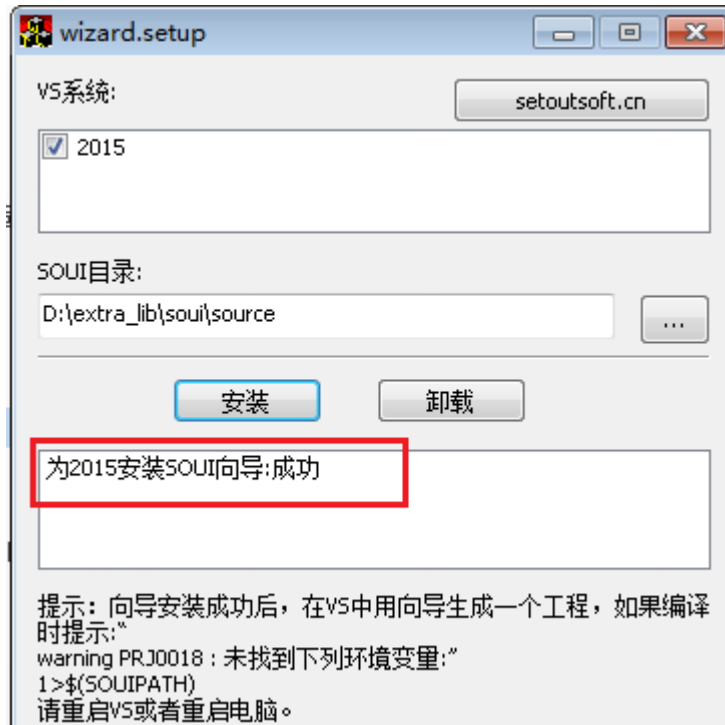 wizard.setup
VS系统:
setoutsoft.cn
2015
SOUI目录:
D:\extra_lib\soui\source
...
安装
卸载
为2015安装SOUI向导:成功
提示：向导安装成功后，在VS中用向导生成一个工程，如果编译
时提示:“
warning PRJ0018 : 未找到下列环境变量:”
1>$(SOUIPATH)
请重启VS或者重启电脑。